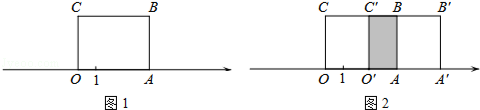 C B
O 1 A
图1
C C′ B B′
O 1 O′ A A′
图2